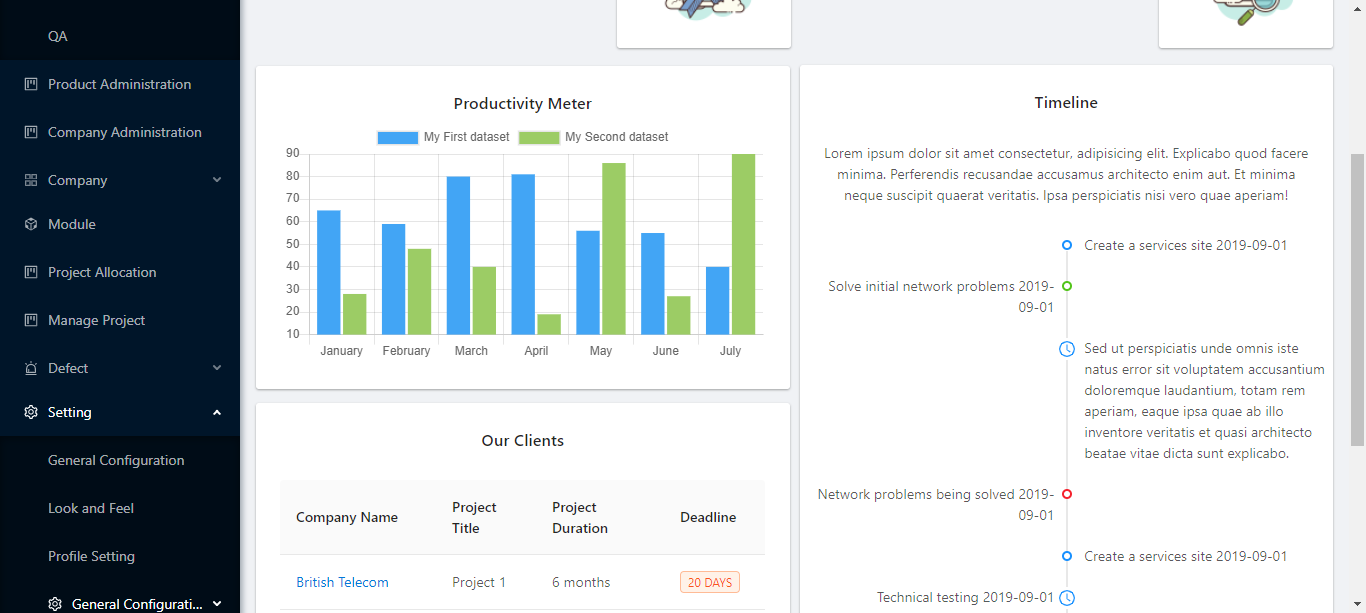 QA
Product Administration
Company Administration
Company
Module
Project Allocation
Manage Project
Defect
Setting
General Configuration
Look and Feel
Profile Setting
General Configurati...
Productivity Meter
My First dataset My Second dataset
90
80
70
60
50
40
30
20
10
January February March April May June July
Our Clients
Company Name Project Title Project Duration Deadline
British Telecom Project 1 6 months 20 DAYS
Timeline
Lorem ipsum dolor sit amet consectetur, adipisicing elit. Explicabo quod facere
minima. Perferendis recusandae accusamus architecto enim aut. Et minima
neque suscipit quaerat veritatis. Ipsa perspiciatis nisi vero quae aperiam!
Create a services site 2019-09-01
Solve initial network problems 2019-
09-01
Sed ut perspiciatis unde omnis iste
natus error sit voluptatem accusantium
doloremque laudantium, totam rem
aperiam, eaque ipsa quae ab illo
inventore veritatis et quasi architecto
beatae vitae dicta sunt explicabo.
Network problems being solved 2019-
09-01
Create a services site 2019-09-01
Technical testing 2019-09-01